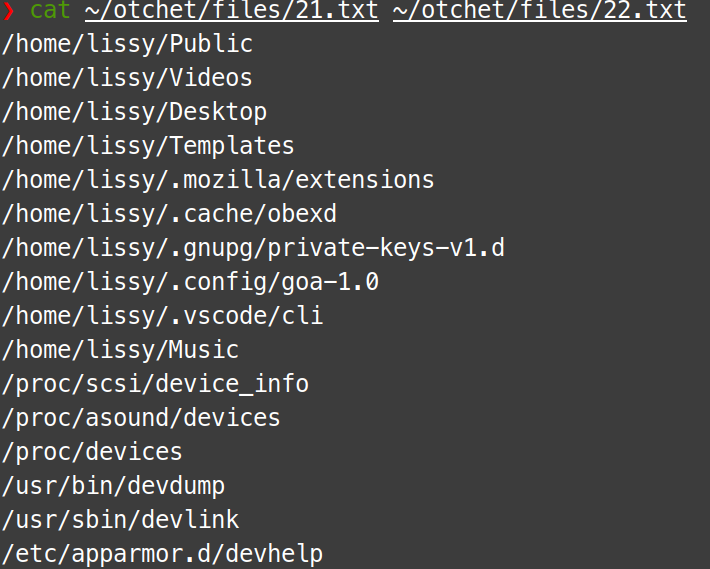 ❯ cat ~/otchet/files/21.txt ~/otchet/files/22.txt
/home/lissy/Public
/home/lissy/Videos
/home/lissy/Desktop
/home/lissy/Templates
/home/lissy/.mozilla/extensions
/home/lissy/.cache/obexd
/home/lissy/.gnupg/private-keys-v1.d
/home/lissy/.config/goa-1.0
/home/lissy/.vscode/cli
/home/lissy/Music
/proc/scsi/device_info
/proc/asound/devices
/proc/devices
/usr/bin/devdump
/usr/sbin/devlink
/etc/apparmor.d/devhelp